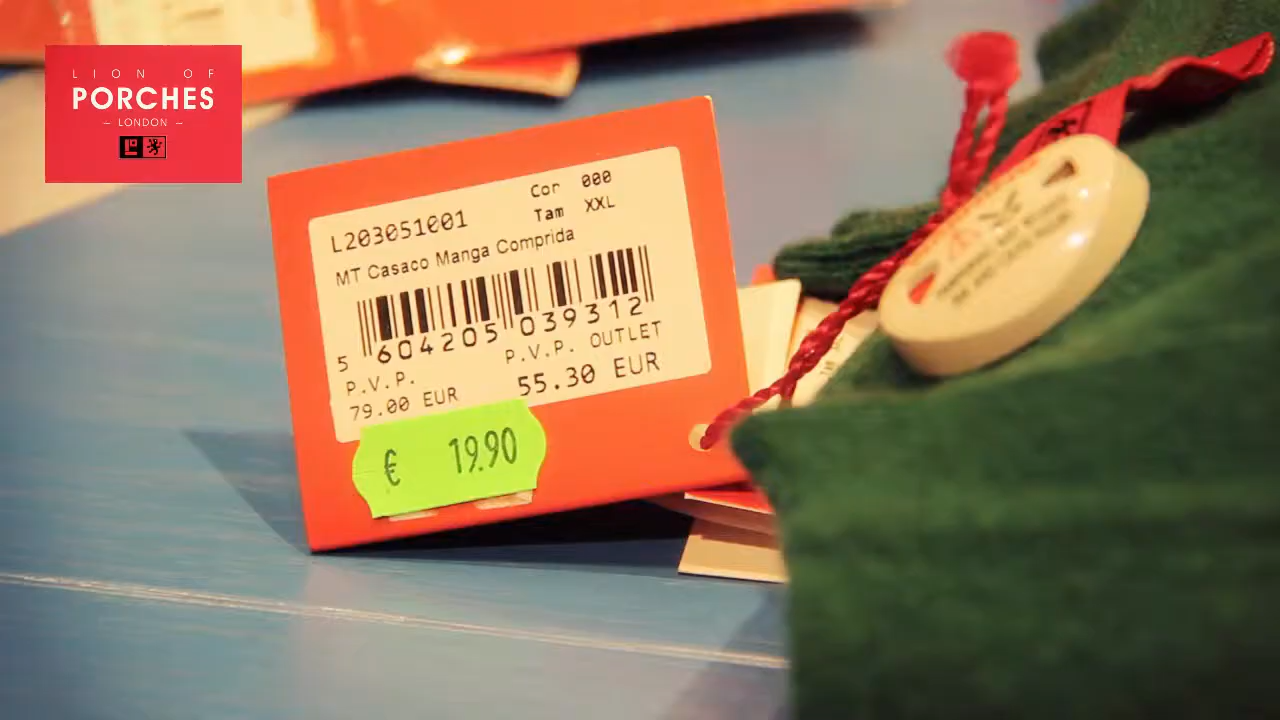 LION OF
PORCHES
– LONDON –
L203051001
Cor 000
Tam XXL
MT Casaco Manga Comprida
5 604205 039312
P.V.P.
79.00 EUR
P.V.P. OUTLET
55.30 EUR
€ 19.90